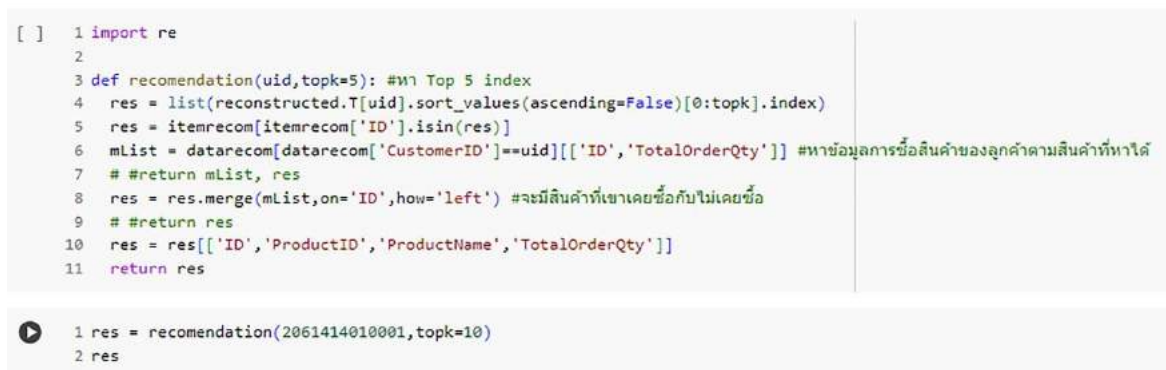 [ ] 1 import re
2
3 def recomendation(uid,topk=5): #หา Top 5 index
4 res = list(reconstructed.T[uid].sort_values(ascending=False)[0:topk].index)
5 res = itemrecom[itemrecom['ID'].isin(res)]
6 mList = datarecom[datarecom['CustomerID']==uid][['ID','TotalOrderQty']] #หาข้อมูลการซื้อสินค้าของลูกค้าตามสินค้าที่หาได้
7 # #return mList, res
8 res = res.merge(mList,on='ID',how='left') #จะมีสินค้าที่เขาเคยซื้อกับไม่เคยซื้อ
9 # #return res
10 res = res[['ID','ProductID','ProductName','TotalOrderQty']]
11 return res
1 res = recomendation(2061414010001,topk=10)
2 res